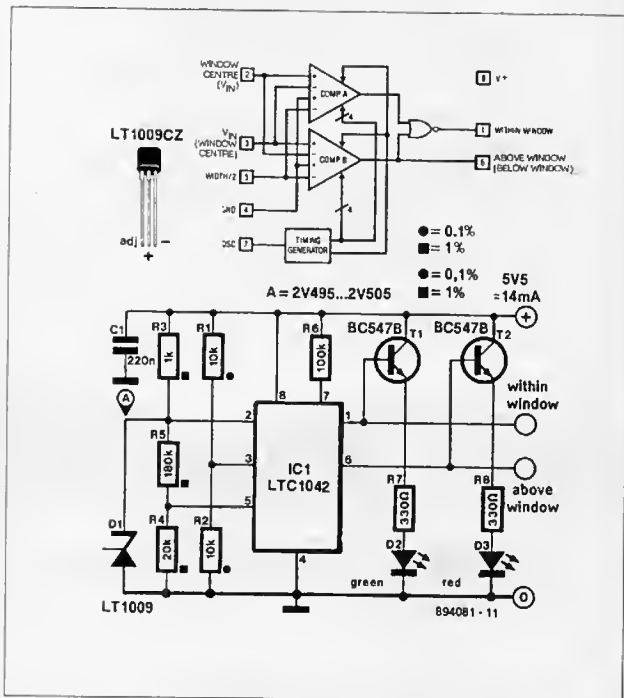 WINDOW
CENTRE
(VIN)
2
VIN
(WINDOW
CENTRE)
3
WIDTH/2
5
GND
4
OSC
7
COMP A
COMP B
4
4
TIMING
GENERATOR
8 V+
1 WITHIN WINDOW
6 ABOVE WINDOW
(BELOW WINDOW)
LT1009CZ
adj
+
-
●= 0.1%
■= 1%
●= 0,1%
■= 1%
A = 2V495...2V505
5V5
=14mA
+
C1
220n
R3
1k
R1
10k
R6
100k
BC547B
T1
BC547B
T2
A
8
7
2
1
within
window
R5
180k
3
IC1
LTC1042
6
above
window
5
R4
20k
R2
10k
R7
330Ω
R8
330Ω
D1
4
D2
D3
green
red
0
LT1009
894081 - 11